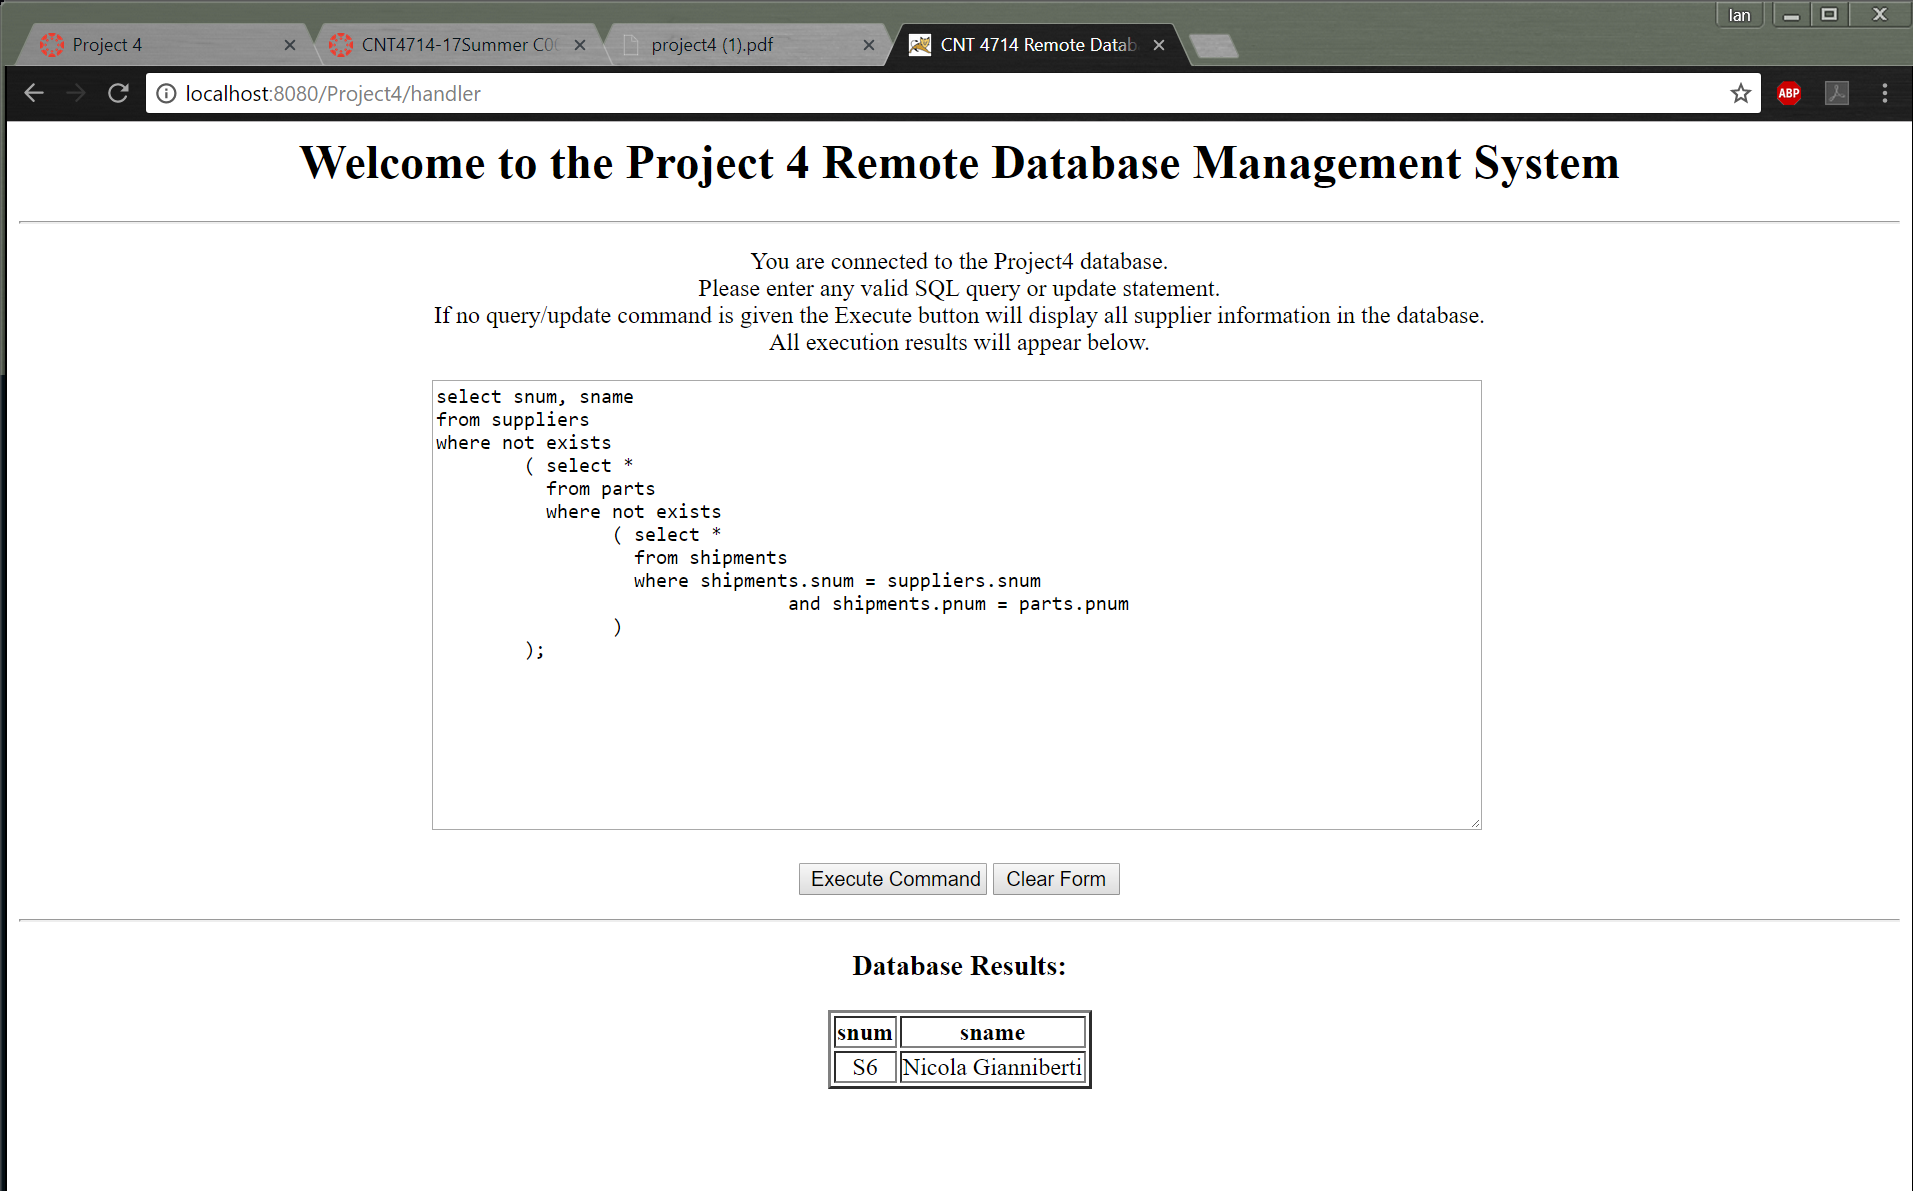 Ian
Project 4
CNT4714-17Summer C0
project4 (1).pdf
CNT 4714 Remote Datab
localhost:8080/Project4/handler
ABP
Welcome to the Project 4 Remote Database Management System
You are connected to the Project4 database.
Please enter any valid SQL query or update statement.
If no query/update command is given the Execute button will display all supplier information in the database.
All execution results will appear below.
select snum, sname
from suppliers
where not exists
( select *
from parts
where not exists
( select *
from shipments
where shipments.snum = suppliers.snum
and shipments.pnum = parts.pnum
)
);
Execute Command Clear Form
Database Results:
snum sname
S6 Nicola Gianniberti